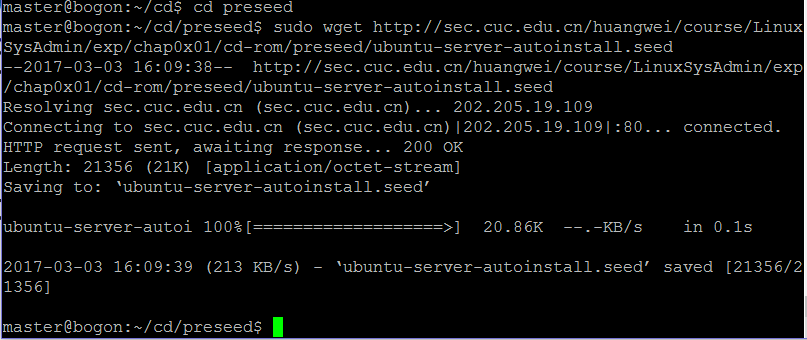 master@bogon:~/cd$ cd preseed
master@bogon:~/cd/preseed$ sudo wget http://sec.cuc.edu.cn/huangwei/course/Linux
SysAdmin/exp/chap0x01/cd-rom/preseed/ubuntu-server-autoinstall.seed
--2017-03-03 16:09:38--  http://sec.cuc.edu.cn/huangwei/course/LinuxSysAdmin/exp
/chap0x01/cd-rom/preseed/ubuntu-server-autoinstall.seed
Resolving sec.cuc.edu.cn (sec.cuc.edu.cn)... 202.205.19.109
Connecting to sec.cuc.edu.cn (sec.cuc.edu.cn)|202.205.19.109|:80... connected.
HTTP request sent, awaiting response... 200 OK
Length: 21356 (21K) [application/octet-stream]
Saving to: ‘ubuntu-server-autoinstall.seed’
ubuntu-server-autoi 100%[===================>]  20.86K  --.-KB/s    in 0.1s
2017-03-03 16:09:39 (213 KB/s) - ‘ubuntu-server-autoinstall.seed’ saved [21356/2
1356]
master@bogon:~/cd/preseed$